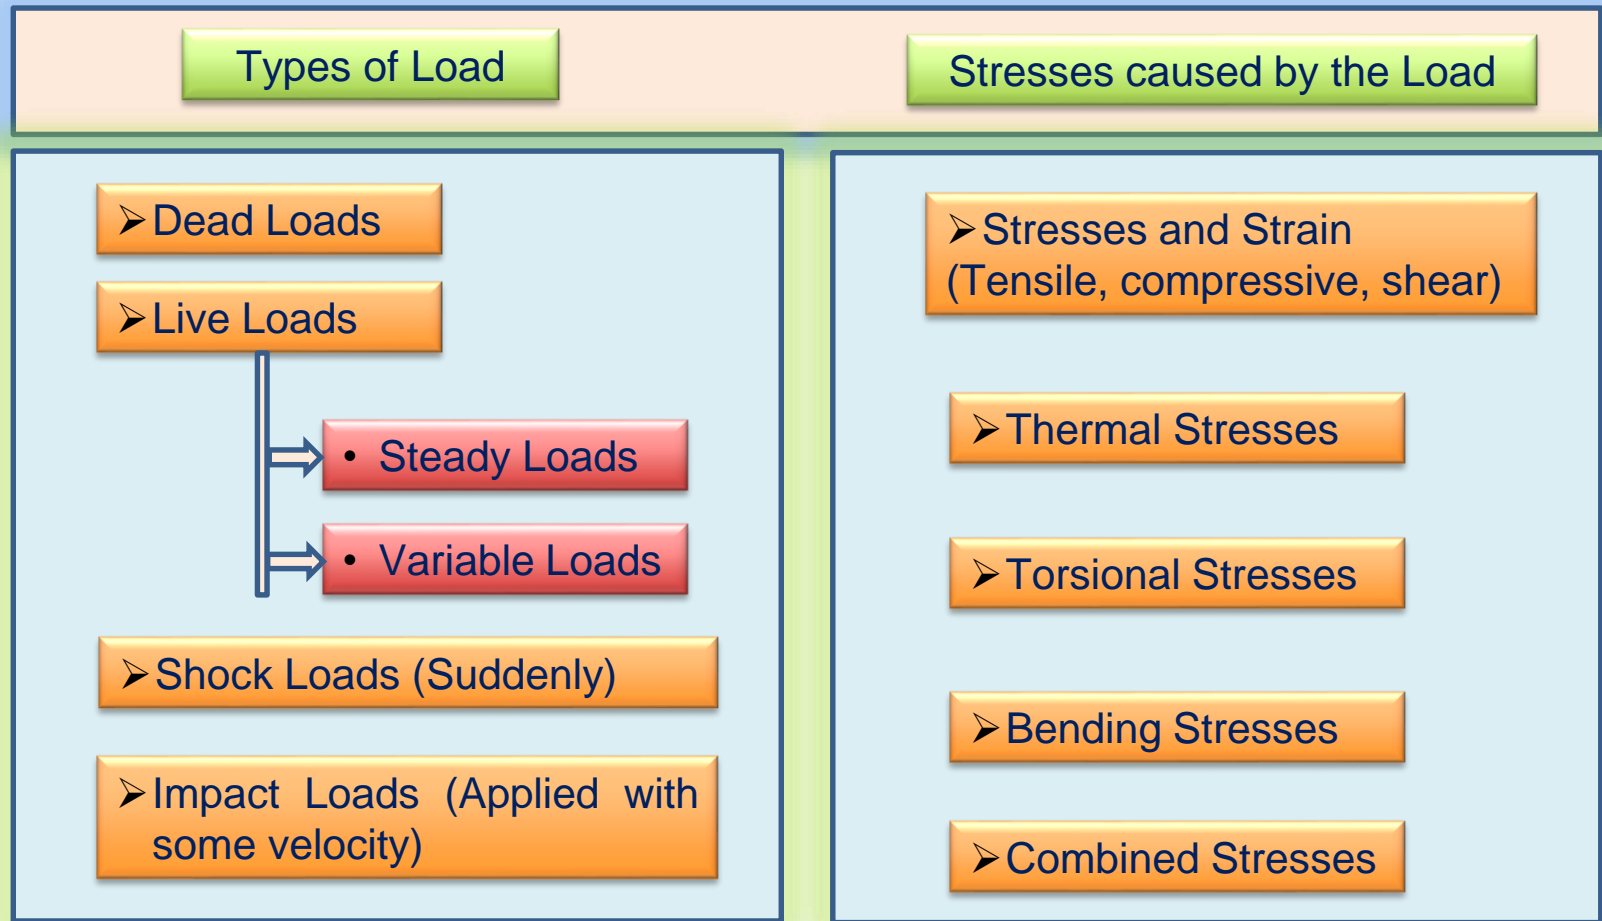 Types of Load
Stresses caused by the Load
➢Dead Loads
➢Live Loads
• Steady Loads
• Variable Loads
➢Shock Loads (Suddenly)
➢Impact Loads (Applied with
some velocity)
➢Stresses and Strain
(Tensile, compressive, shear)
➢Thermal Stresses
➢Torsional Stresses
➢Bending Stresses
➢Combined Stresses